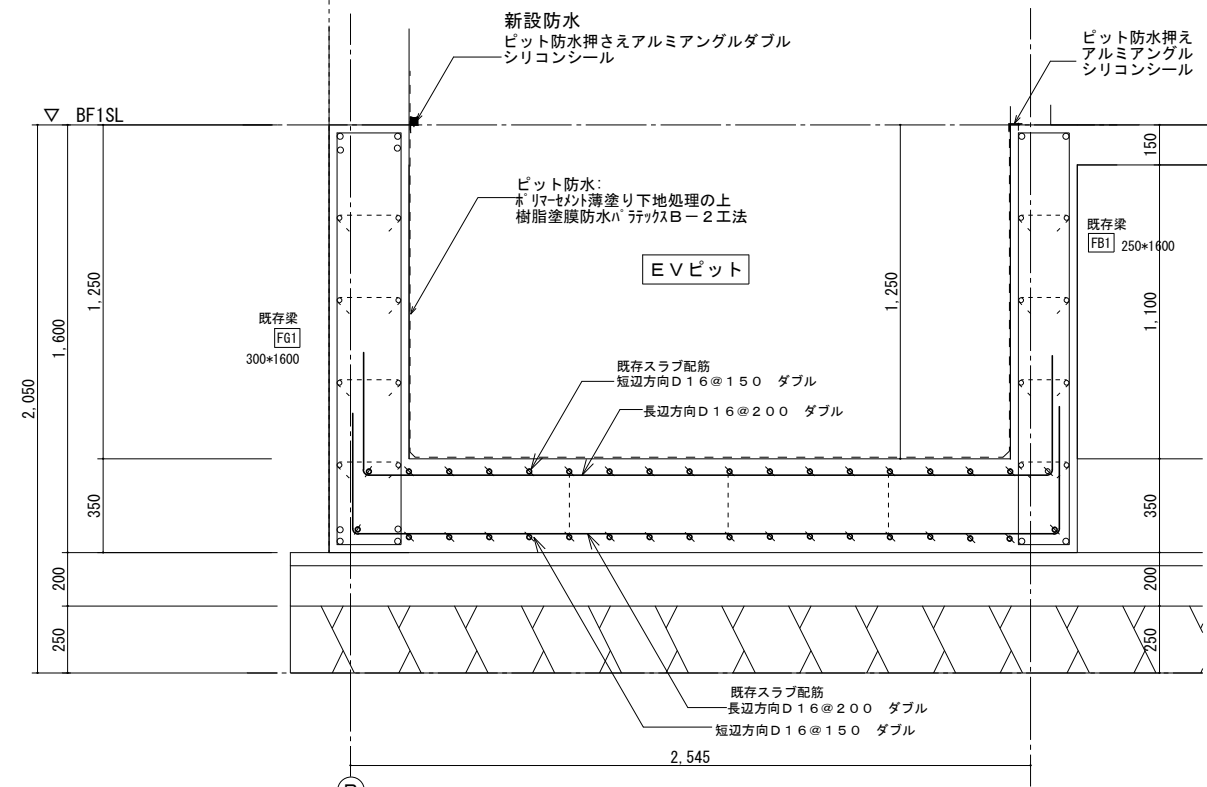 新設防水
ピット防水押さえアルミアングルダブル
シリコンシール
ピット防水押え
アルミアングル
シリコンシール
▽ BF1SL
150
ピット防水:
ポリマーセメント薄塗り下地処理の上
樹脂塗膜防水パラテックスB－2工法
既存梁
FB1 250*1600
EVピット
1,250
1,250
1,100
1,600
既存梁
FG1
300*1600
2,050
既存スラブ配筋
短辺方向D16@150 ダブル
長辺方向D16@200 ダブル
350
350
200
200
250
250
既存スラブ配筋
長辺方向D16@200 ダブル
短辺方向D16@150 ダブル
2,545